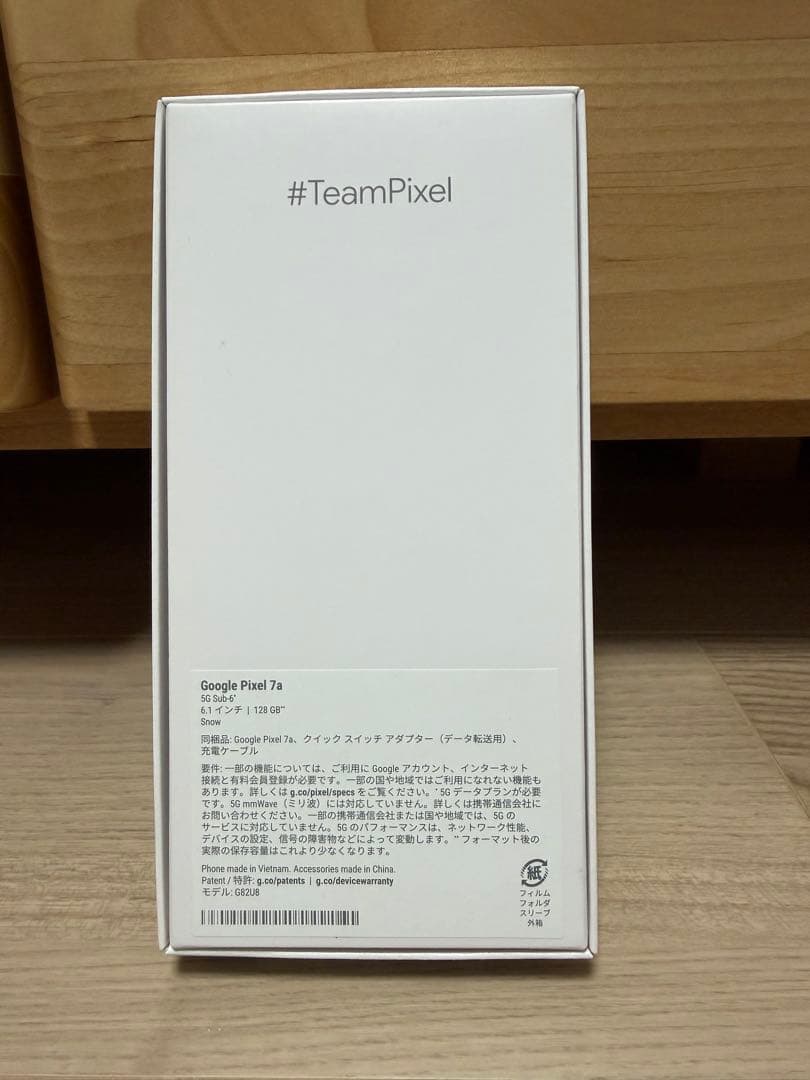 #TeamPixel
Google Pixel 7a
5G Sub-6*
6.1 インチ | 128 GB**
Snow
同梱品: Google Pixel 7a、クイック スイッチ アダプター（データ転送用）、
充電ケーブル
要件: 一部の機能については、ご利用に Google アカウント、インターネット
接続と有料会員登録が必要です。一部の国や地域ではご利用になれない機能も
あります。詳しくは g.co/pixel/specs をご覧ください。* 5G データプランが必要
です。5G mmWave（ミリ波）には対応していません。詳しくは携帯通信会社に
お問い合わせください。一部の携帯通信会社または国や地域では、5G の
サービスに対応していません。5G のパフォーマンスは、ネットワーク性能、
デバイスの設定、信号の障害物などによって変動します。** フォーマット後の
実際の保存容量はこれより少なくなります。
Phone made in Vietnam. Accessories made in China.
Patent / 特許: g.co/patents | g.co/devicewarranty
モデル: G82U8
紙
フィルム
フォルダ
スリーブ
外箱